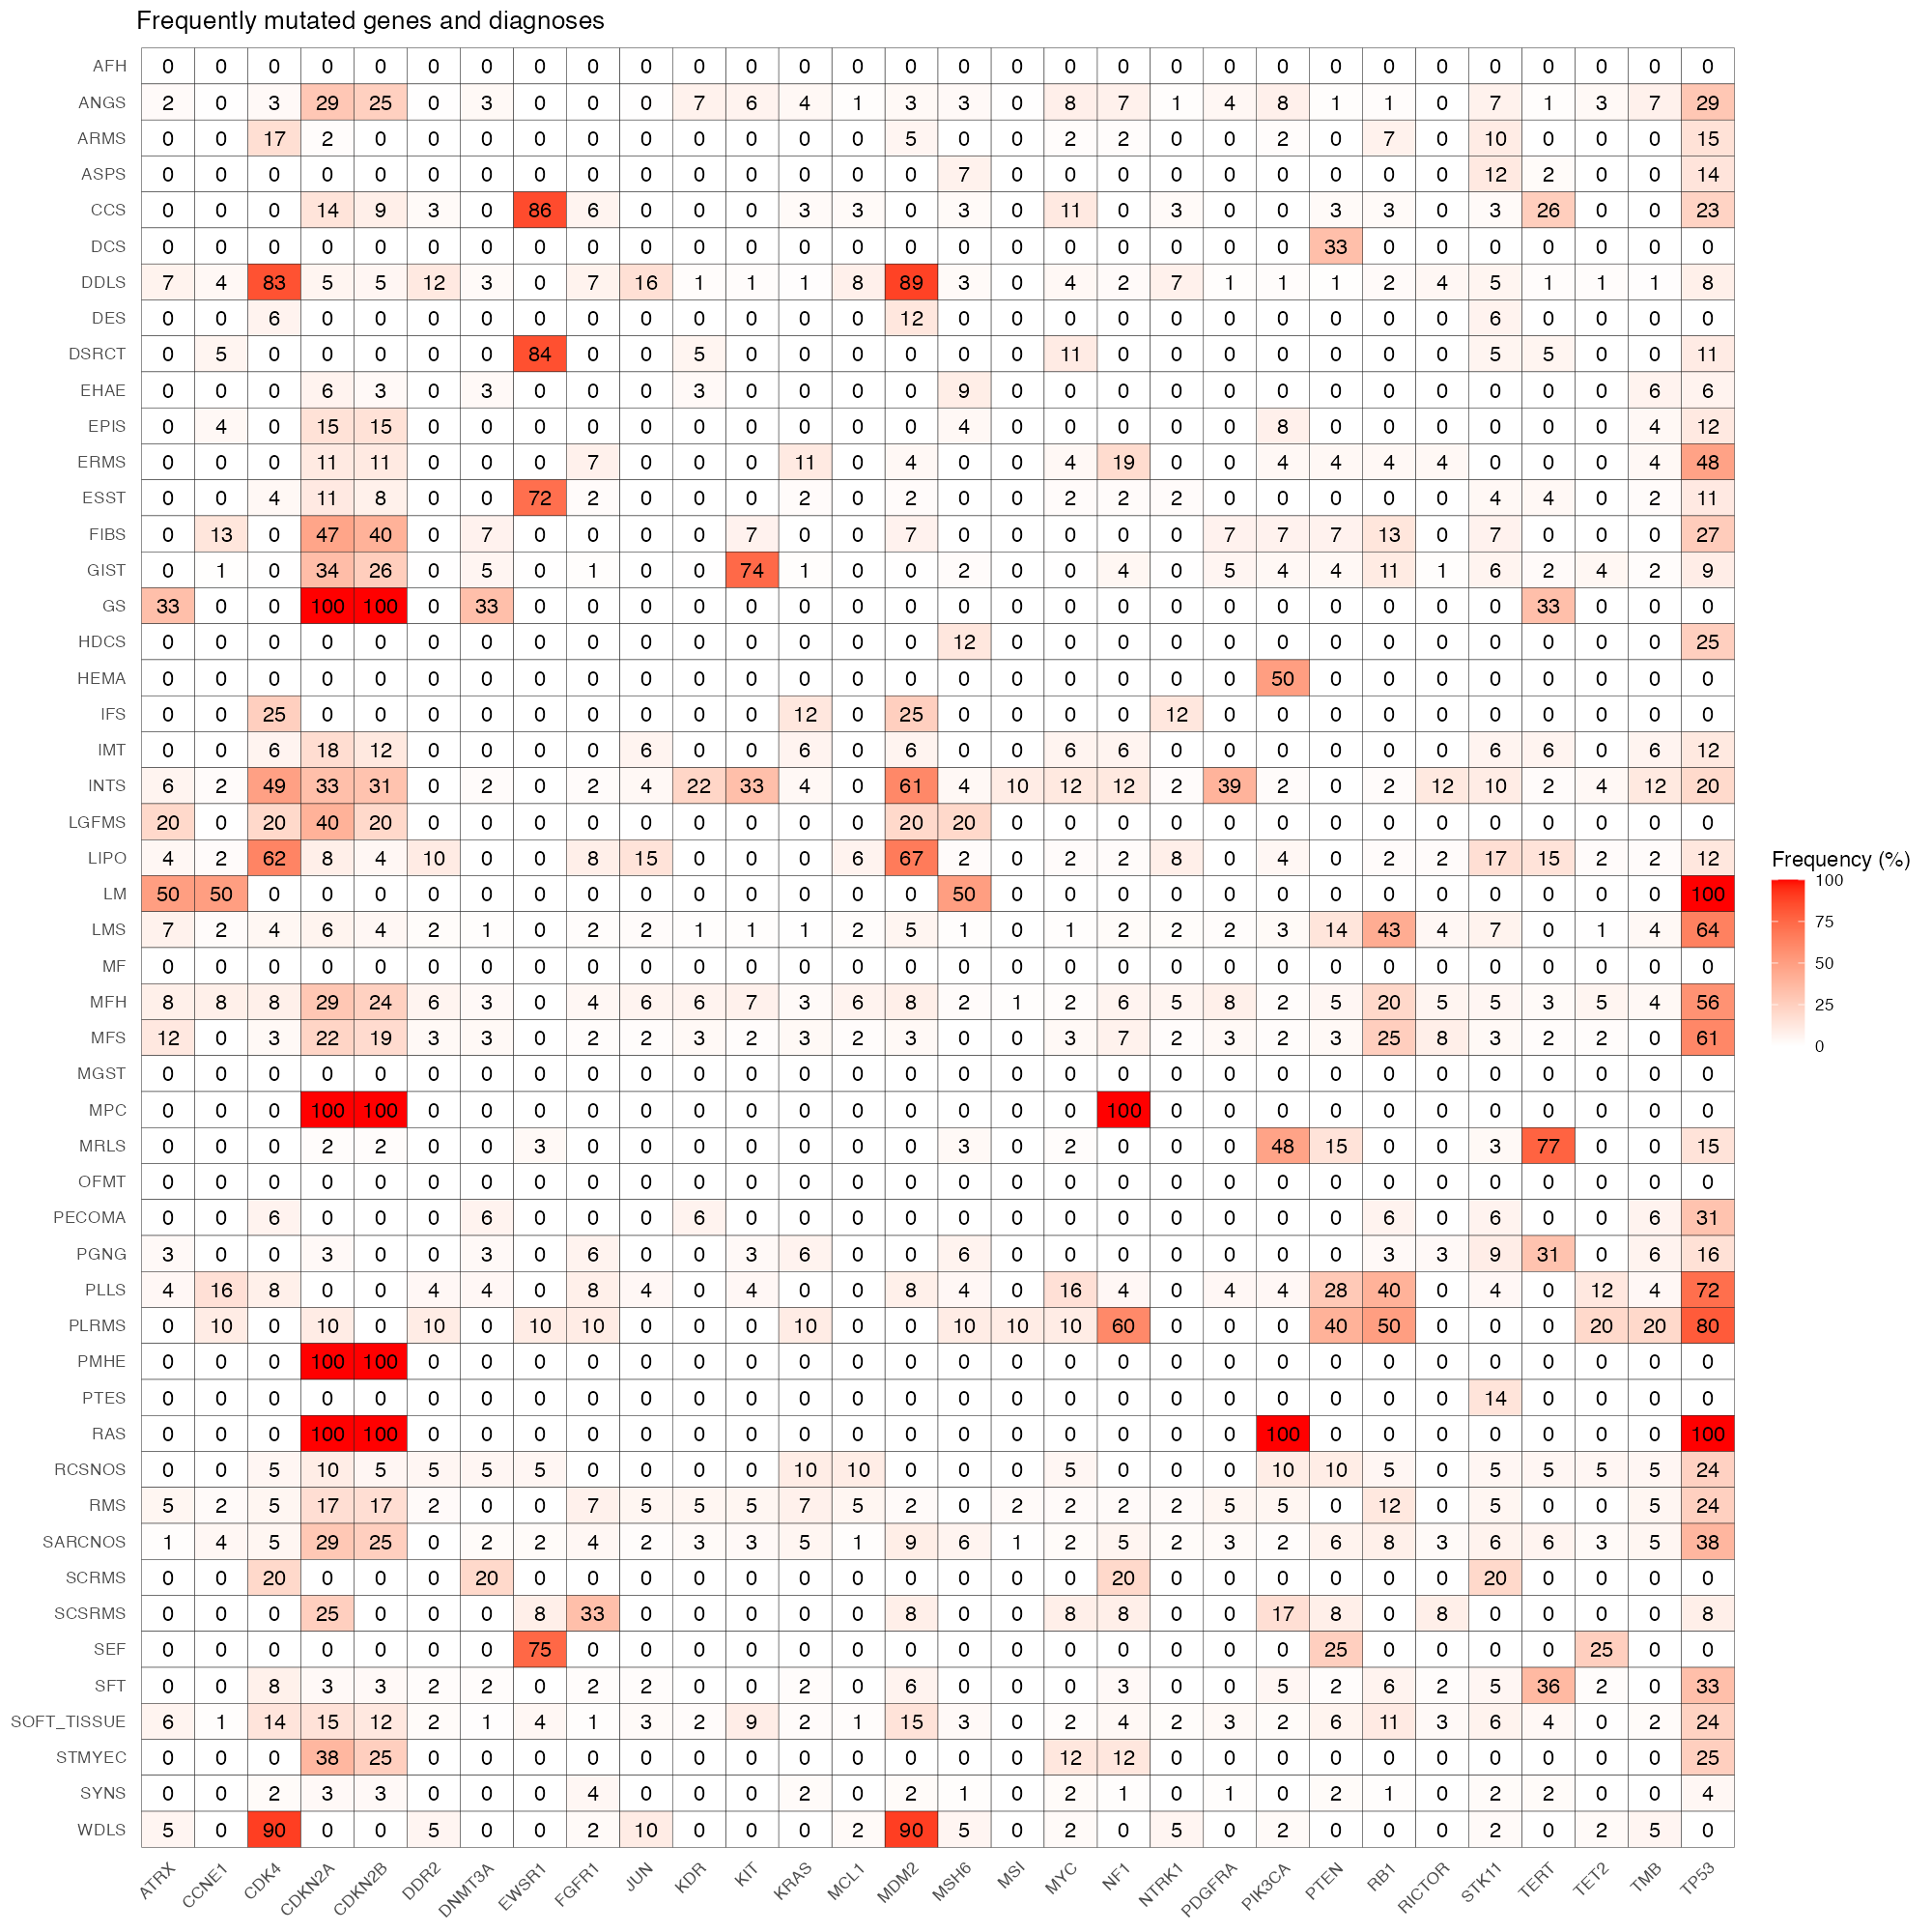 Frequently mutated genes and diagnoses
AFH 0 0 0 0 0 0 0 0 0 0 0 0 0 0 0 0 0 0 0 0 0 0 0 0 0 0 0 0 0 0
ANGS 2 0 3 29 25 0 3 0 0 0 7 6 4 1 3 3 0 8 7 1 4 8 1 1 0 7 1 3 7 29
ARMS 0 0 17 2 0 0 0 0 0 0 0 0 0 0 5 0 0 2 2 0 0 2 0 7 0 10 0 0 0 15
ASPS 0 0 0 0 0 0 0 0 0 0 0 0 0 0 0 7 0 0 0 0 0 0 0 0 0 12 2 0 0 14
CCS 0 0 0 14 9 3 0 86 6 0 0 0 3 3 0 3 0 11 0 3 0 0 3 3 0 3 26 0 0 23
DCS 0 0 0 0 0 0 0 0 0 0 0 0 0 0 0 0 0 0 0 0 0 0 33 0 0 0 0 0 0 0
DDLS 7 4 83 5 5 12 3 0 7 16 1 1 1 8 89 3 0 4 2 7 1 1 1 2 4 5 1 1 1 8
DES 0 0 6 0 0 0 0 0 0 0 0 0 0 0 12 0 0 0 0 0 0 0 0 0 0 6 0 0 0 0
DSRCT 0 5 0 0 0 0 0 84 0 0 5 0 0 0 0 0 0 11 0 0 0 0 0 0 0 5 5 0 0 11
EHAE 0 0 0 6 3 0 3 0 0 0 3 0 0 0 0 9 0 0 0 0 0 0 0 0 0 0 0 0 6 6
EPIS 0 4 0 15 15 0 0 0 0 0 0 0 0 0 0 4 0 0 0 0 0 8 0 0 0 0 0 0 4 12
ERMS 0 0 0 11 11 0 0 0 7 0 0 0 11 0 4 0 0 4 19 0 0 4 4 4 4 0 0 0 4 48
ESST 0 0 4 11 8 0 0 72 2 0 0 0 2 0 2 0 0 2 2 2 0 0 0 0 0 4 4 0 2 11
FIBS 0 13 0 47 40 0 7 0 0 0 0 7 0 0 7 0 0 0 0 0 7 7 7 13 0 7 0 0 0 27
GIST 0 1 0 34 26 0 5 0 1 0 0 74 1 0 0 2 0 0 4 0 5 4 4 11 1 6 2 4 2 9
GS 33 0 0 100 100 0 33 0 0 0 0 0 0 0 0 0 0 0 0 0 0 0 0 0 0 0 33 0 0 0
HDCS 0 0 0 0 0 0 0 0 0 0 0 0 0 0 0 12 0 0 0 0 0 0 0 0 0 0 0 0 0 25
HEMA 0 0 0 0 0 0 0 0 0 0 0 0 0 0 0 0 0 0 0 0 0 50 0 0 0 0 0 0 0 0
IFS 0 0 25 0 0 0 0 0 0 0 0 0 12 0 25 0 0 0 0 12 0 0 0 0 0 0 0 0 0 0
IMT 0 0 6 18 12 0 0 0 0 6 0 0 6 0 6 0 0 6 6 0 0 0 0 0 0 6 6 0 6 12
INTS 6 2 49 33 31 0 2 0 2 4 22 33 4 0 61 4 10 12 12 2 39 2 0 2 12 10 2 4 12 20
LGFMS 20 0 20 40 20 0 0 0 0 0 0 0 0 0 20 20 0 0 0 0 0 0 0 0 0 0 0 0 0 0
LIPO 4 2 62 8 4 10 0 0 8 15 0 0 0 6 67 2 0 2 2 8 0 4 0 2 2 17 15 2 2 12
LM 50 50 0 0 0 0 0 0 0 0 0 0 0 0 0 50 0 0 0 0 0 0 0 0 0 0 0 0 0 100
LMS 7 2 4 6 4 2 1 0 2 2 1 1 1 2 5 1 0 1 2 2 2 3 14 43 4 7 0 1 4 64
MF 0 0 0 0 0 0 0 0 0 0 0 0 0 0 0 0 0 0 0 0 0 0 0 0 0 0 0 0 0 0
MFH 8 8 8 29 24 6 3 0 4 6 6 7 3 6 8 2 1 2 6 5 8 2 5 20 5 5 3 5 4 56
MFS 12 0 3 22 19 3 3 0 2 2 3 2 3 2 3 0 0 3 7 2 3 2 3 25 8 3 2 2 0 61
MGST 0 0 0 0 0 0 0 0 0 0 0 0 0 0 0 0 0 0 0 0 0 0 0 0 0 0 0 0 0 0
MPC 0 0 0 100 100 0 0 0 0 0 0 0 0 0 0 0 0 0 100 0 0 0 0 0 0 0 0 0 0 0
MRLS 0 0 0 2 2 0 0 3 0 0 0 0 0 0 0 3 0 2 0 0 0 48 15 0 0 3 77 0 0 15
OFMT 0 0 0 0 0 0 0 0 0 0 0 0 0 0 0 0 0 0 0 0 0 0 0 0 0 0 0 0 0 0
PECOMA 0 0 6 0 0 0 6 0 0 0 6 0 0 0 0 0 0 0 0 0 0 0 0 6 0 6 0 0 6 31
PGNG 3 0 0 3 0 0 3 0 6 0 0 3 6 0 0 6 0 0 0 0 0 0 0 3 3 9 31 0 6 16
PLLS 4 16 8 0 0 4 4 0 8 4 0 4 0 0 8 4 0 16 4 0 4 4 28 40 0 4 0 12 4 72
PLRMS 0 10 0 10 0 10 0 10 10 0 0 0 10 0 0 10 10 10 60 0 0 0 40 50 0 0 0 20 20 80
PMHE 0 0 0 100 100 0 0 0 0 0 0 0 0 0 0 0 0 0 0 0 0 0 0 0 0 0 0 0 0 0
PTES 0 0 0 0 0 0 0 0 0 0 0 0 0 0 0 0 0 0 0 0 0 0 0 0 0 14 0 0 0 0
RAS 0 0 0 100 100 0 0 0 0 0 0 0 0 0 0 0 0 0 0 0 0 100 0 0 0 0 0 0 0 100
RCSNOS 0 0 5 10 5 5 5 5 0 0 0 0 10 10 0 0 0 5 0 0 0 10 10 5 0 5 5 5 5 24
RMS 5 2 5 17 17 2 0 0 7 5 5 5 7 5 2 0 2 2 2 2 5 5 0 12 0 5 0 0 5 24
SARCNOS 1 4 5 29 25 0 2 2 4 2 3 3 5 1 9 6 1 2 5 2 3 2 6 8 3 6 6 3 5 38
SCRMS 0 0 20 0 0 0 20 0 0 0 0 0 0 0 0 0 0 0 20 0 0 0 0 0 0 20 0 0 0 0
SCSRMS 0 0 0 25 0 0 0 8 33 0 0 0 0 0 8 0 0 8 8 0 0 17 8 0 8 0 0 0 0 8
SEF 0 0 0 0 0 0 0 75 0 0 0 0 0 0 0 0 0 0 0 0 0 0 25 0 0 0 0 25 0 0
SFT 0 0 8 3 3 2 2 0 2 2 0 0 2 0 6 0 0 0 3 0 0 5 2 6 2 5 36 2 0 33
SOFT_TISSUE 6 1 14 15 12 2 1 4 1 3 2 9 2 1 15 3 0 2 4 2 3 2 6 11 3 6 4 0 2 24
STMYEC 0 0 0 38 25 0 0 0 0 0 0 0 0 0 0 0 0 12 12 0 0 0 0 0 0 0 0 0 0 25
SYNS 0 0 2 3 3 0 0 0 4 0 0 0 2 0 2 1 0 2 1 0 1 0 2 1 0 2 2 0 0 4
WDLS 5 0 90 0 0 5 0 0 2 10 0 0 0 2 90 5 0 2 0 5 0 2 0 0 0 2 0 2 5 0
ATRX CCNE1 CDK4 CDKN2A CDKN2B DDR2 DNMT3A EWSR1 FGFR1 JUN KDR KIT KRAS MCL1 MDM2 MSH6 MSI MYC NF1 NTRK1 PDGFRA PIK3CA PTEN RB1 RICTOR STK11 TERT TET2 TMB TP53
Frequency (%)
100
75
50
25
0